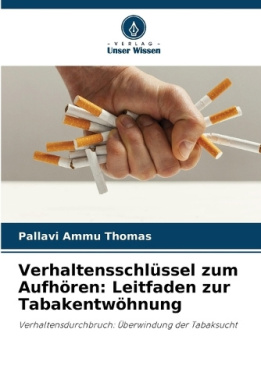 VERLAG
Unser Wissen
Pallavi Ammu Thomas
Verhaltensschlüssel zum
Aufhören: Leitfaden zur
Tabakentwöhnung
Verhaltensdurchbruch: Überwindung der Tabaksucht